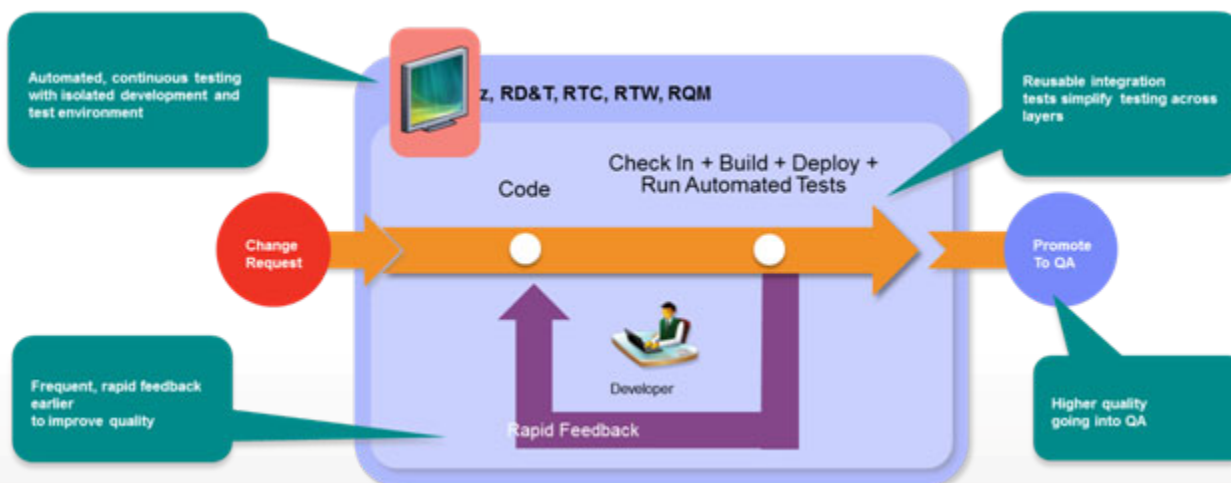 Automated, continuous testing
with isolated development and
test environment
z, RD&T, RTC, RTW, RQM
Reusable integration
tests simplify testing across
layers
Code
Check In + Build + Deploy +
Run Automated Tests
Change
Request
Promote
To QA
Developer
Rapid Feedback
Frequent, rapid feedback
earlier
to improve quality
Higher quality
going into QA